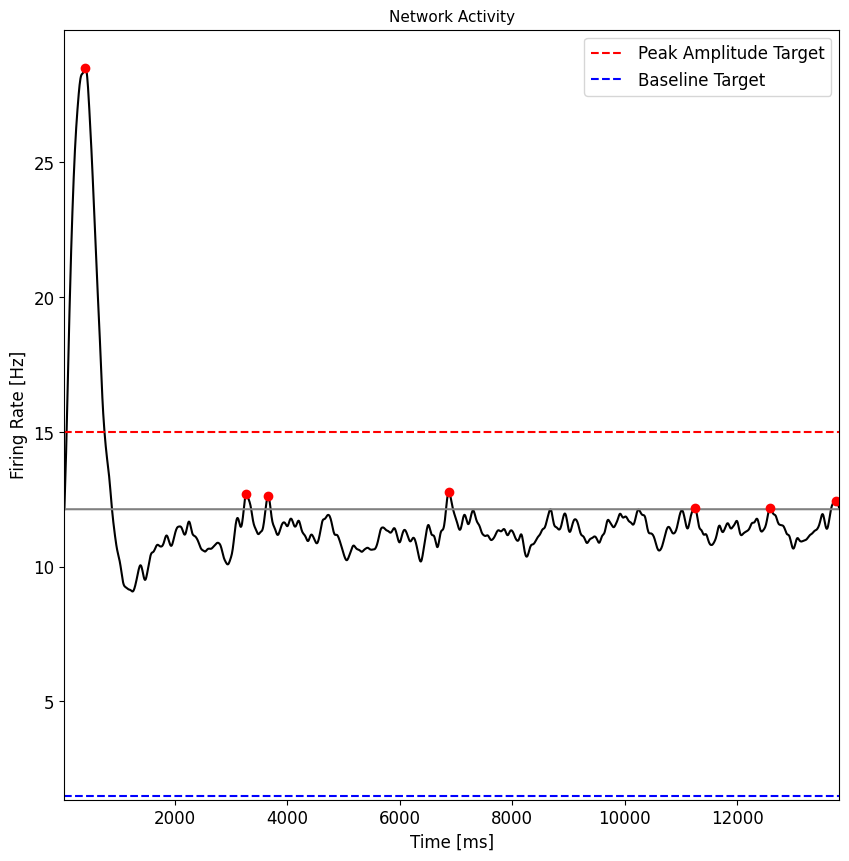 Network Activity
Peak Amplitude Target
Baseline Target
Firing Rate [Hz]
25
20
15
10
5
2000
4000
6000
8000
10000
12000
Time [ms]